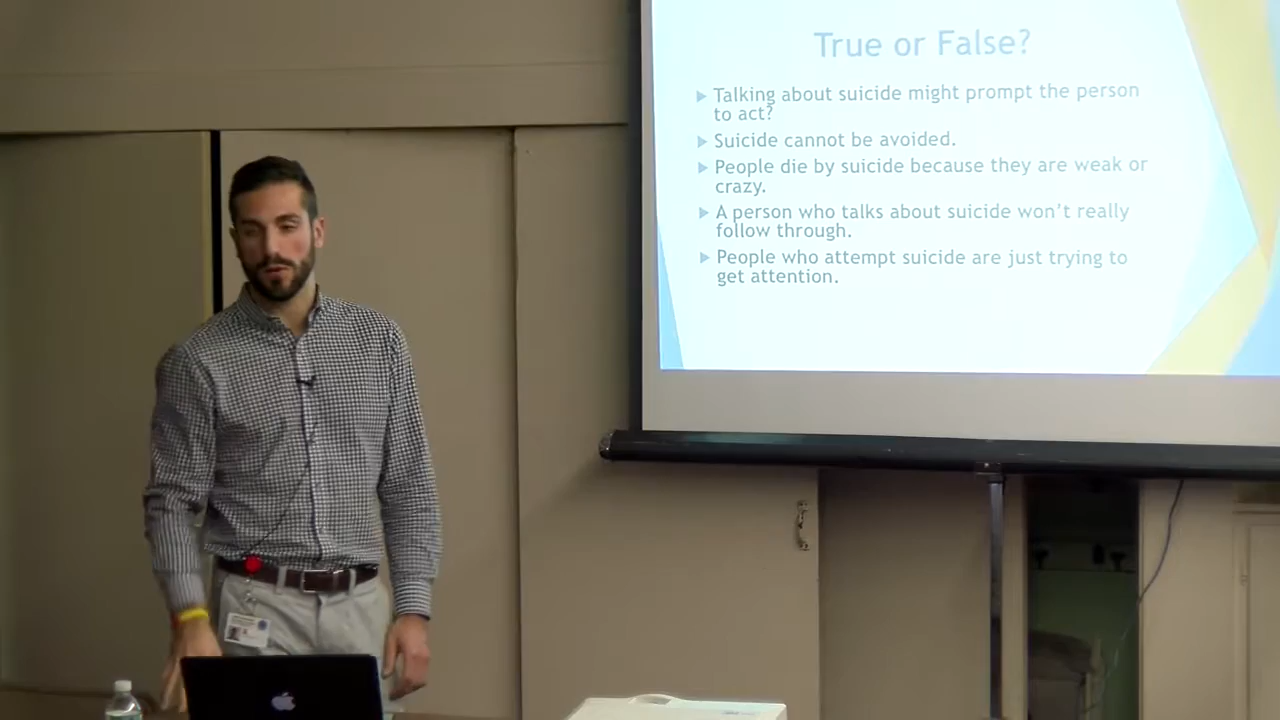 True or False?
Talking about suicide might prompt the person
to act?
Suicide cannot be avoided.
People die by suicide because they are weak or
crazy.
A person who talks about suicide won't really
follow through.
People who attempt suicide are just trying to
get attention.